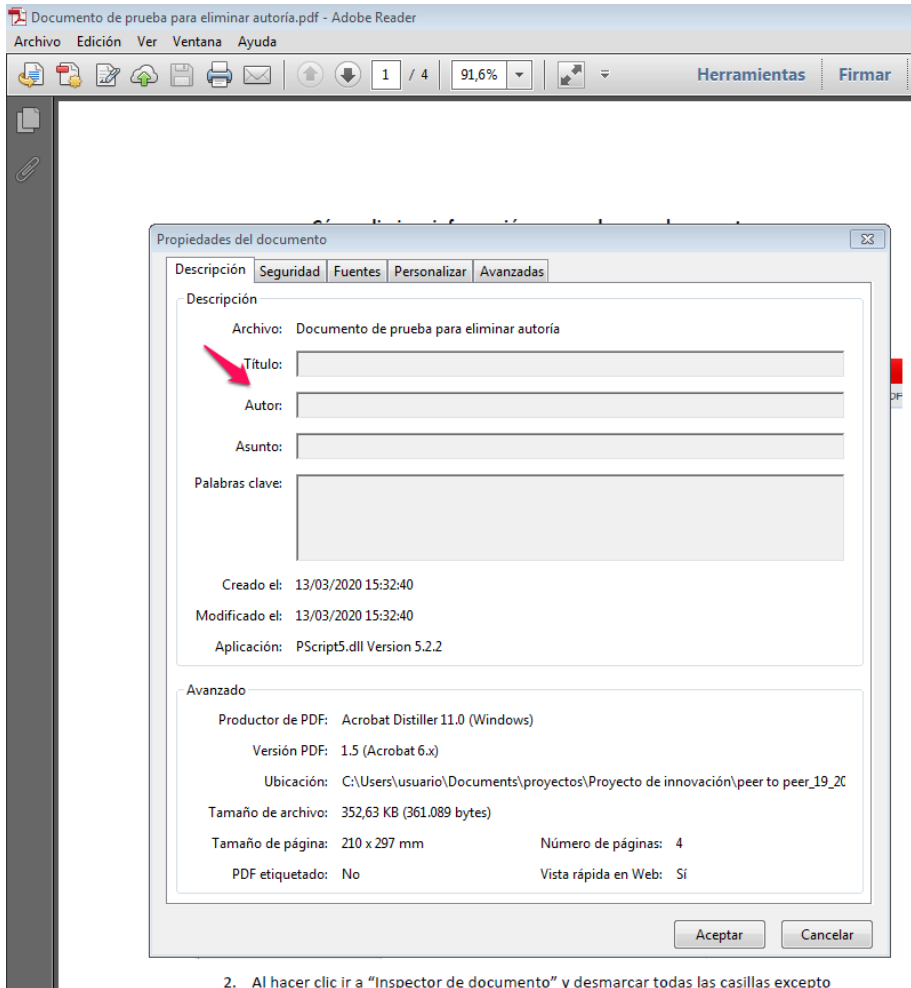 Documento de prueba para eliminar autoría.pdf - Adobe Reader
Archivo Edición Ver Ventana Ayuda
1 / 4 91,6% Herramientas Firmar
Propiedades del documento
Descripción Seguridad Fuentes Personalizar Avanzadas
Descripción
Archivo: Documento de prueba para eliminar autoría
Título:
Autor:
Asunto:
Palabras clave:
Creado el: 13/03/2020 15:32:40
Modificado el: 13/03/2020 15:32:40
Aplicación: PScript5.dll Version 5.2.2
Avanzado
Productor de PDF: Acrobat Distiller 11.0 (Windows)
Versión PDF: 1.5 (Acrobat 6.x)
Ubicación: C:\Users\usuario\Documents\proyectos\Proyecto de innovación\peer to peer_19_20
Tamaño de archivo: 352,63 KB (361.089 bytes)
Tamaño de página: 210 x 297 mm Número de páginas: 4
PDF etiquetado: No Vista rápida en Web: Sí
Aceptar Cancelar
2. Al hacer clic ir a “Inspector de documento” y desmarcar todas las casillas excepto